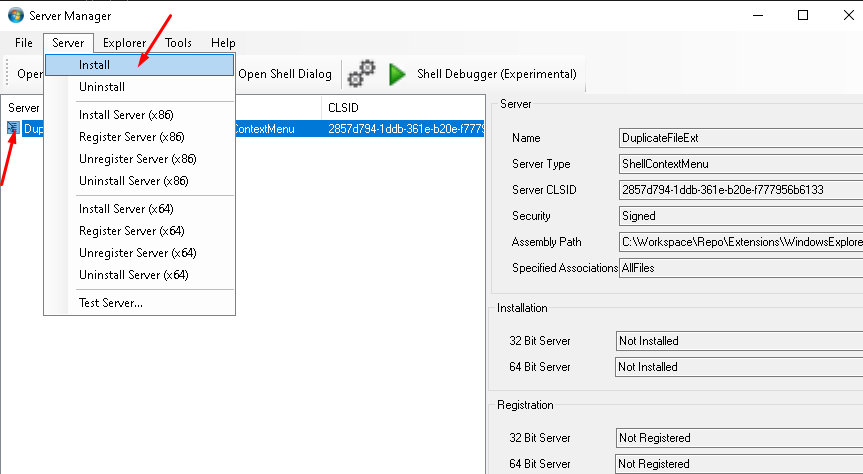 Server Manager
File Server Explorer Tools Help
Open Shell Dialog Shell Debugger (Experimental)
Install
Uninstall
Install Server (x86)
Register Server (x86)
Unregister Server (x86)
Uninstall Server (x86)
Install Server (x64)
Register Server (x64)
Unregister Server (x64)
Uninstall Server (x64)
Test Server...
Server CLSID
2857d794-1ddb-361e-b20e-f777
Server
Name DuplicateFileExt
Server Type ShellContextMenu
Server CLSID 2857d794-1ddb-361e-b20e-f777956b6133
Security Signed
Assembly Path C:\Workspace\Repo\Extensions\WindowsExplore
Specified Associations AllFiles
Installation
32 Bit Server Not Installed
64 Bit Server Not Installed
Registration
32 Bit Server Not Registered
64 Bit Server Not Registered